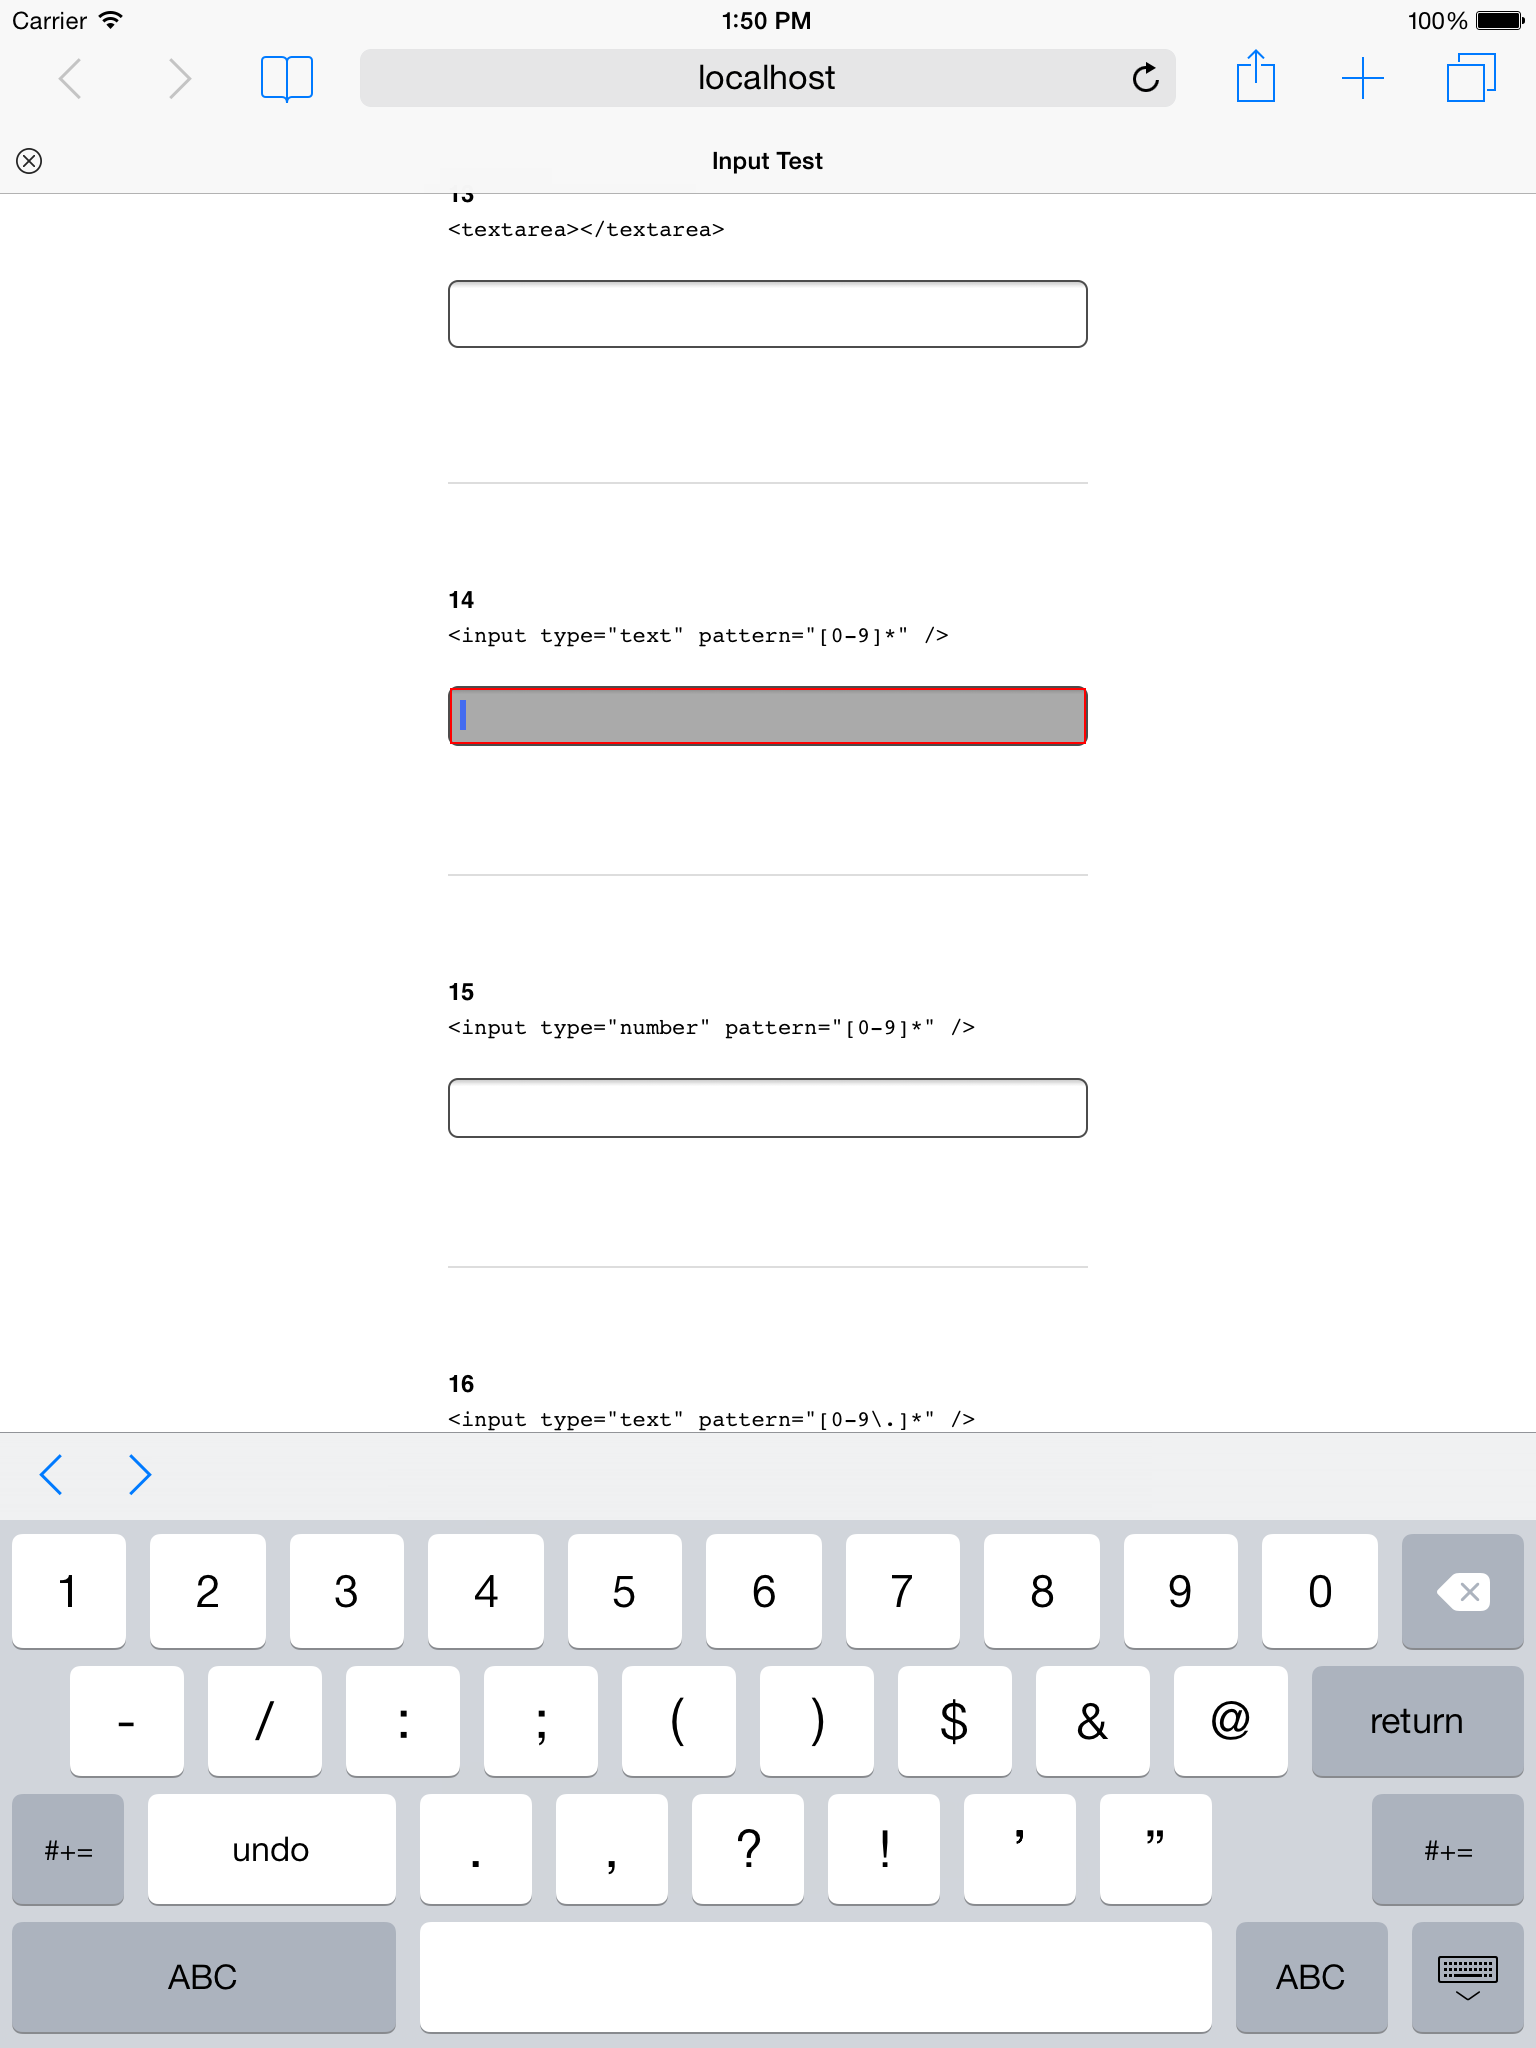 Carrier 1:50 PM 100%
localhost
Input Test
13
<textarea></textarea>
14
<input type="text" pattern="[0-9]*" />
15
<input type="number" pattern="[0-9]*" />
16
<input type="text" pattern="[0-9\.]*" />
1 2 3 4 5 6 7 8 9 0
- / : ; ( ) $ & @ return
#+= undo . , ? ! ’ ” #+=
ABC ABC